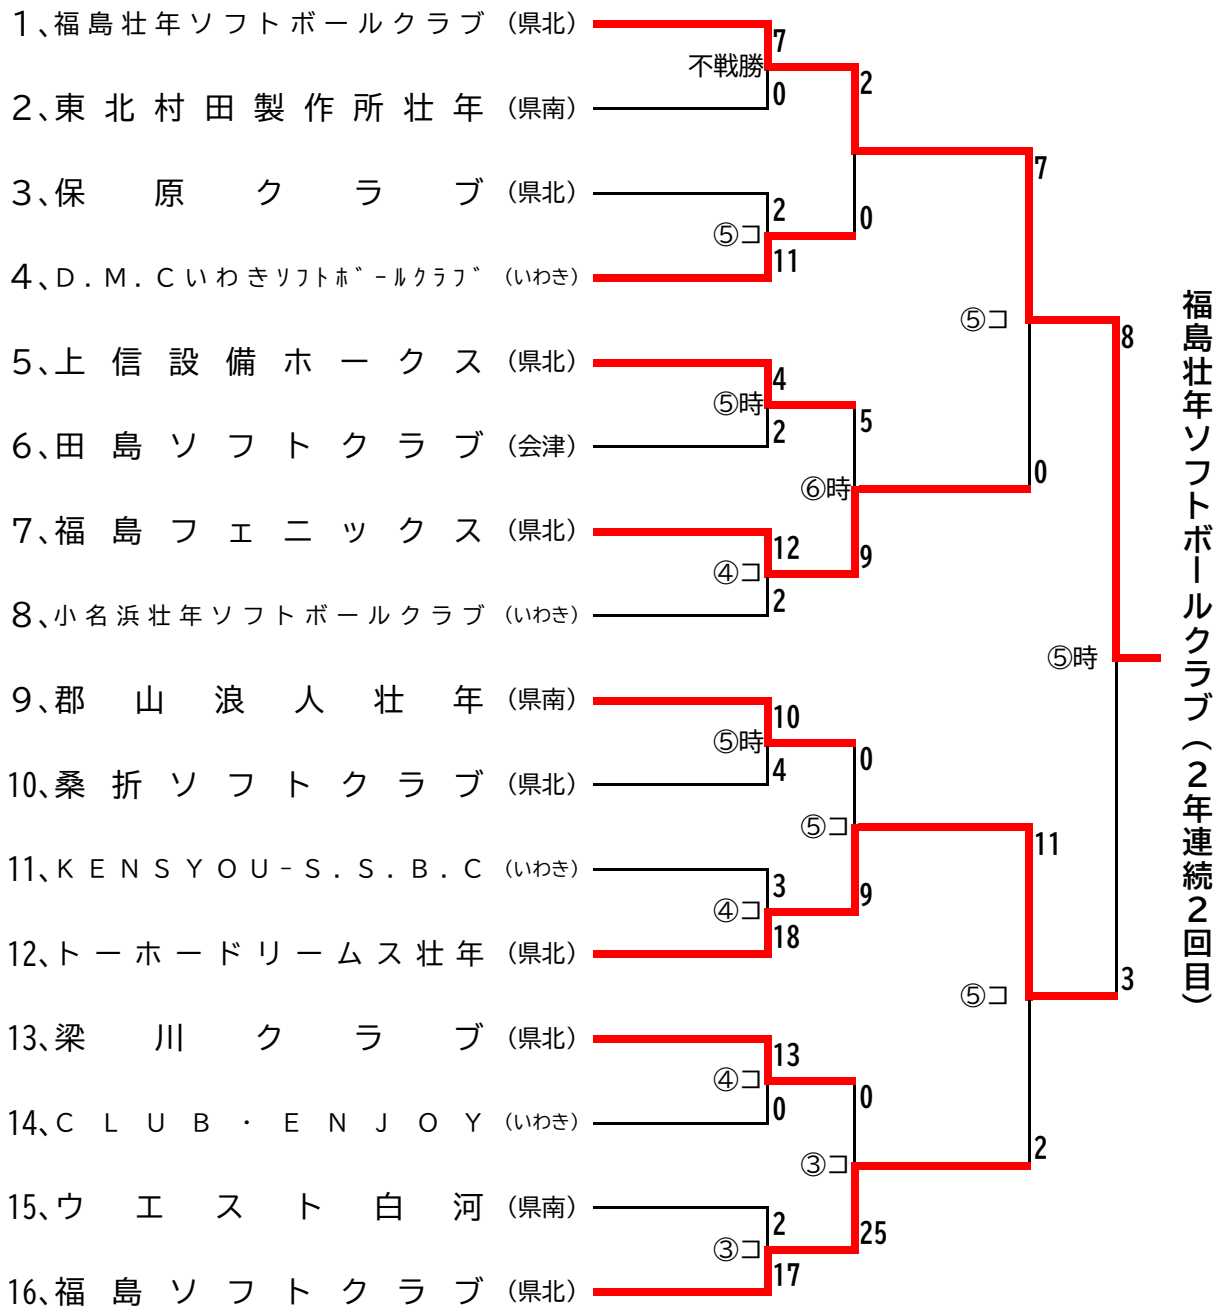 1、福島壮年ソフトボールクラブ（県北）
7
不戦勝
2
0
2、東北村田製作所壮年（県南）
7
3、保原クラブ（県北）
2
0
⑤コ
11
4、D.M.Cいわきソフトボールクラブ（いわき）
⑤コ
8
5、上信設備ホークス（県北）
4
⑤時
5
2
6、田島ソフトクラブ（会津）
0
⑥時
7、福島フェニックス（県北）
12
9
④コ
2
8、小名浜壮年ソフトボールクラブ（いわき）
⑤時
9、郡山浪人壮年（県南）
10
⑤時
0
4
10、桑折ソフトクラブ（県北）
⑤コ
11
11、KENSYOU-S.S.B.C（いわき）
3
9
④コ
18
12、トーホードリームス壮年（県北）
3
⑤コ
13、梁川クラブ（県北）
13
④コ
0
0
14、CLUB・ENJOY（いわき）
2
③コ
15、ウエスト白河（県南）
2
25
③コ
17
16、福島ソフトクラブ（県北）
福島壮年ソフトボールクラブ（2年連続2回目）